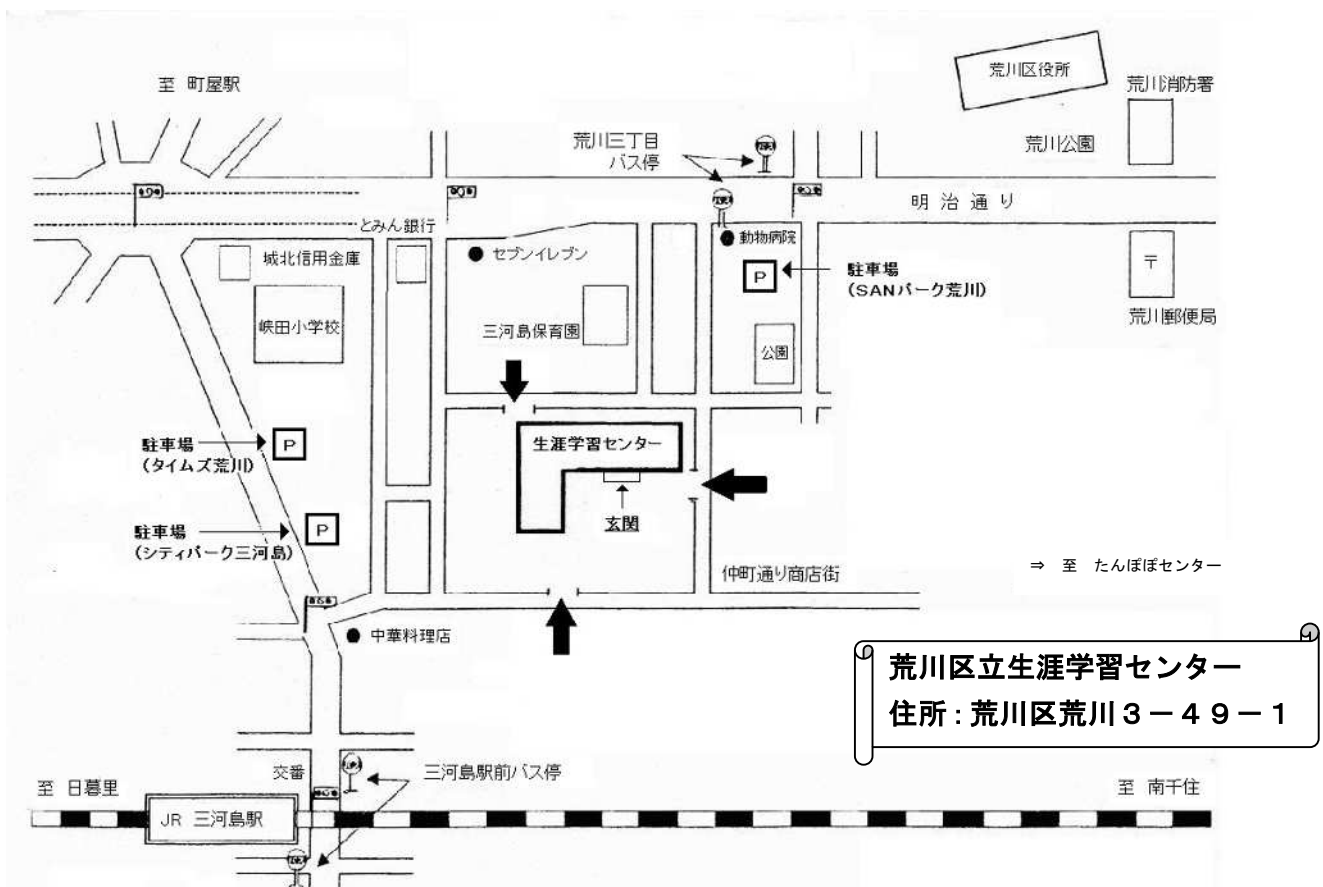 至 町屋駅
荒川区役所
荒川消防署
荒川公園
荒川三丁目
バス停
明治通り
とみん銀行
城北信用金庫
セブンイレブン
動物病院
P
駐車場
(SANパーク荒川)
〒
荒川郵便局
峡田小学校
三河島保育園
公園
駐車場
(タイムズ荒川)
P
生涯学習センター
玄関
駐車場
(シティパーク三河島)
P
仲町通り商店街
⇒ 至 たんぽぽセンター
中華料理店
荒川区立生涯学習センター
住所:荒川区荒川3-49-1
交番
三河島駅前バス停
至 日暮里
至 南千住
JR 三河島駅